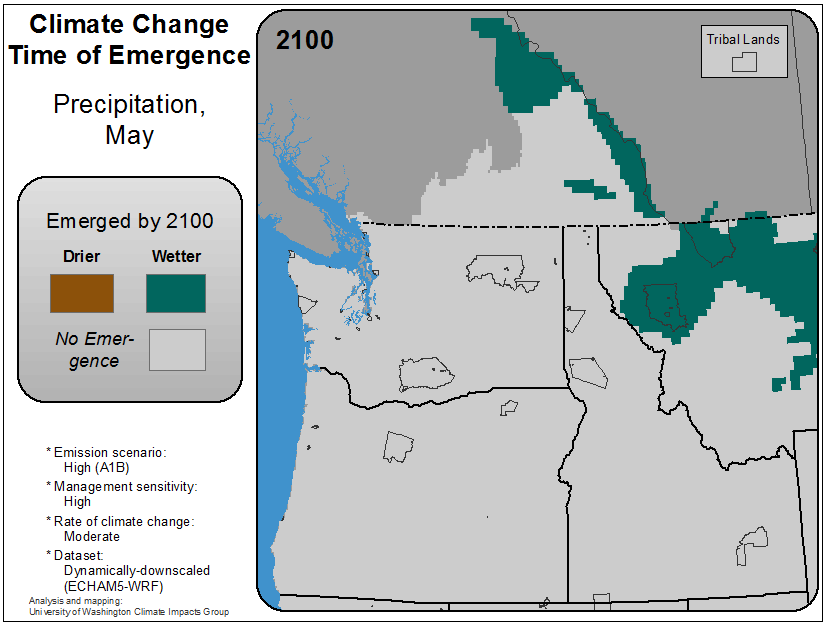 Climate Change
Time of Emergence
Precipitation,
May
Emerged by 2100
Drier
Wetter
No Emer-
gence
* Emission scenario:
High (A1B)
* Management sensitivity:
High
* Rate of climate change:
Moderate
* Dataset:
Dynamically-downscaled
(ECHAM5-WRF)
Analysis and mapping:
University of Washington Climate Impacts Group
2100
Tribal Lands